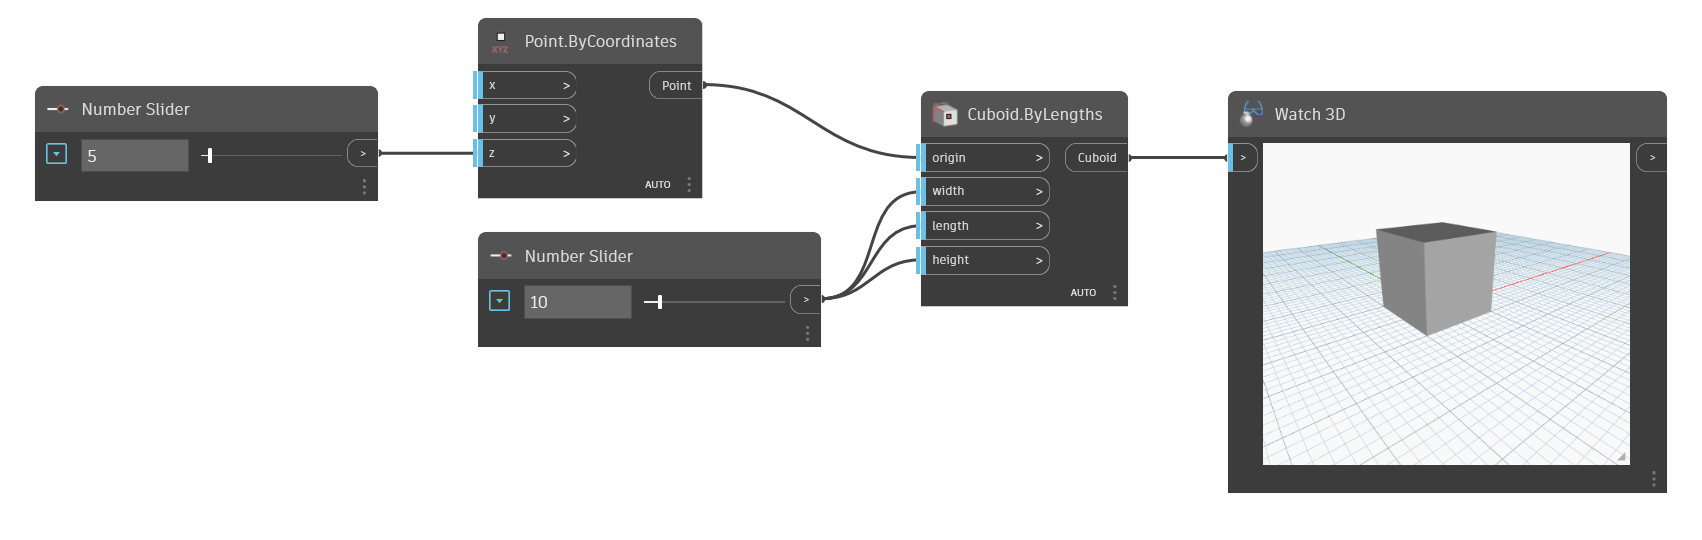 Number Slider
5
>
XYZ
Point.ByCoordinates
x >
Point
y >
z >
AUTO
Number Slider
10
>
Cuboid.ByLengths
origin >
Cuboid
width >
length >
height >
AUTO
Watch 3D
>
>